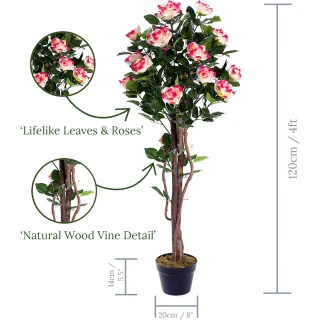 ‘Lifelike Leaves & Roses’
‘Natural Wood Vine Detail’
120cm / 4ft
14cm /
5.5"
20cm / 8"